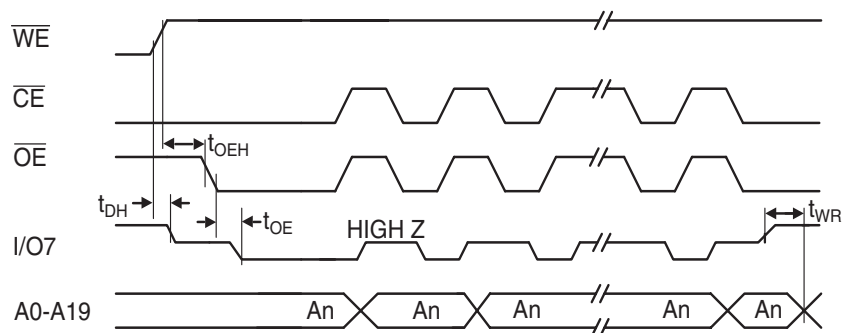 WE
CE
tOEH
OE
tDH
tOE
HIGH Z
tWR
I/O7
A0-A19 An An An An An